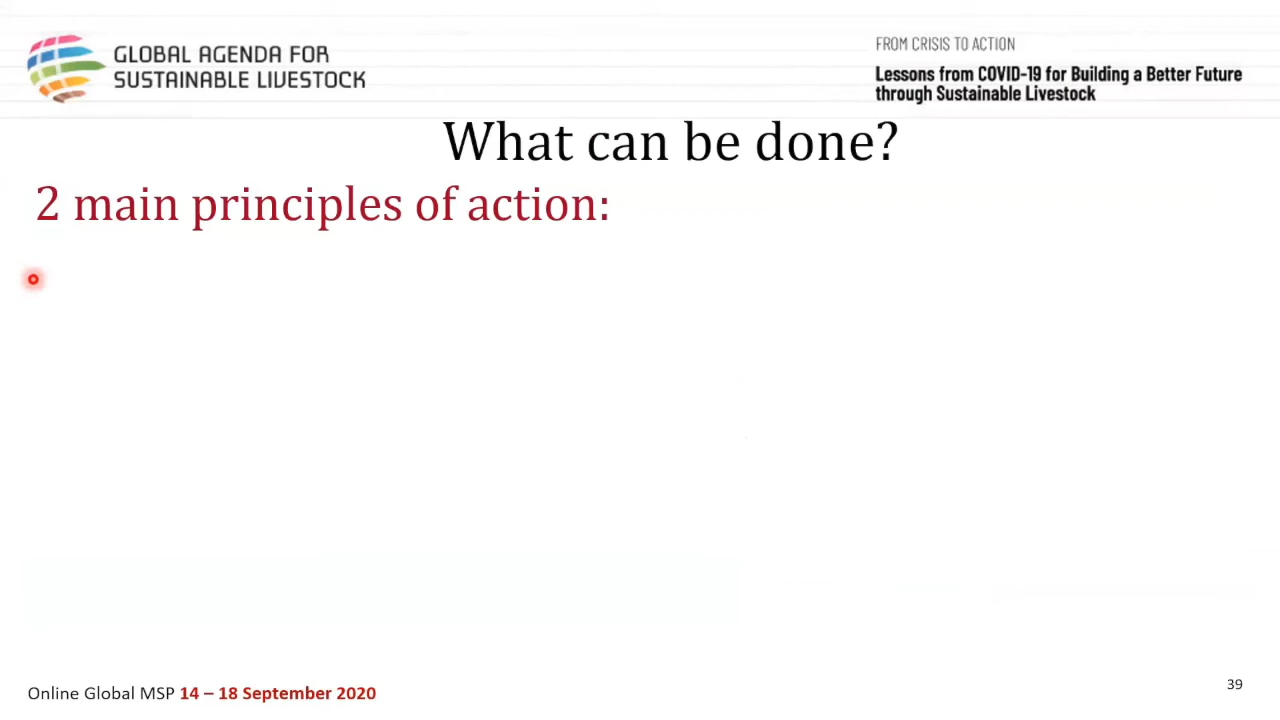 GLOBAL AGENDA FOR
SUSTAINABLE LIVESTOCK
FROM CRISIS TO ACTION
Lessons from COVID-19 for Building a Better Future
through Sustainable Livestock
What can be done?
2 main principles of action:
Online Global MSP 14 – 18 September 2020
39